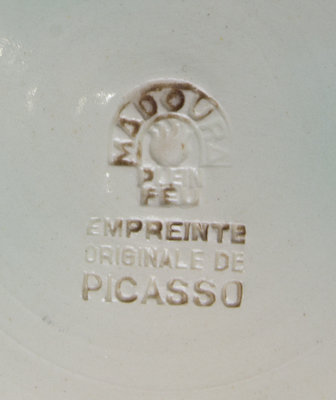 MADOURA
PLEIN
FEU
EMPREINTE
ORIGINALE DE
PICASSO